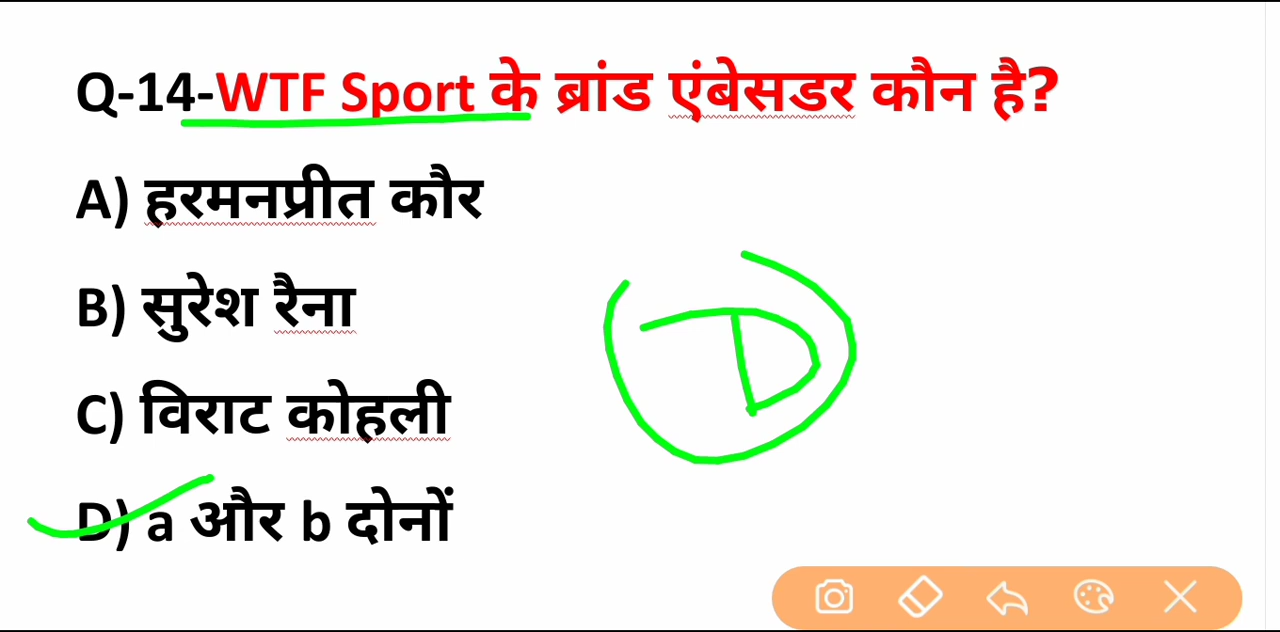 Q-14-WTF Sport के ब्रांड एंबेसडर कौन है?
A) हरमनप्रीत कौर
B) सुरेश रैना
C) विराट कोहली
D
D) a और b दोनों